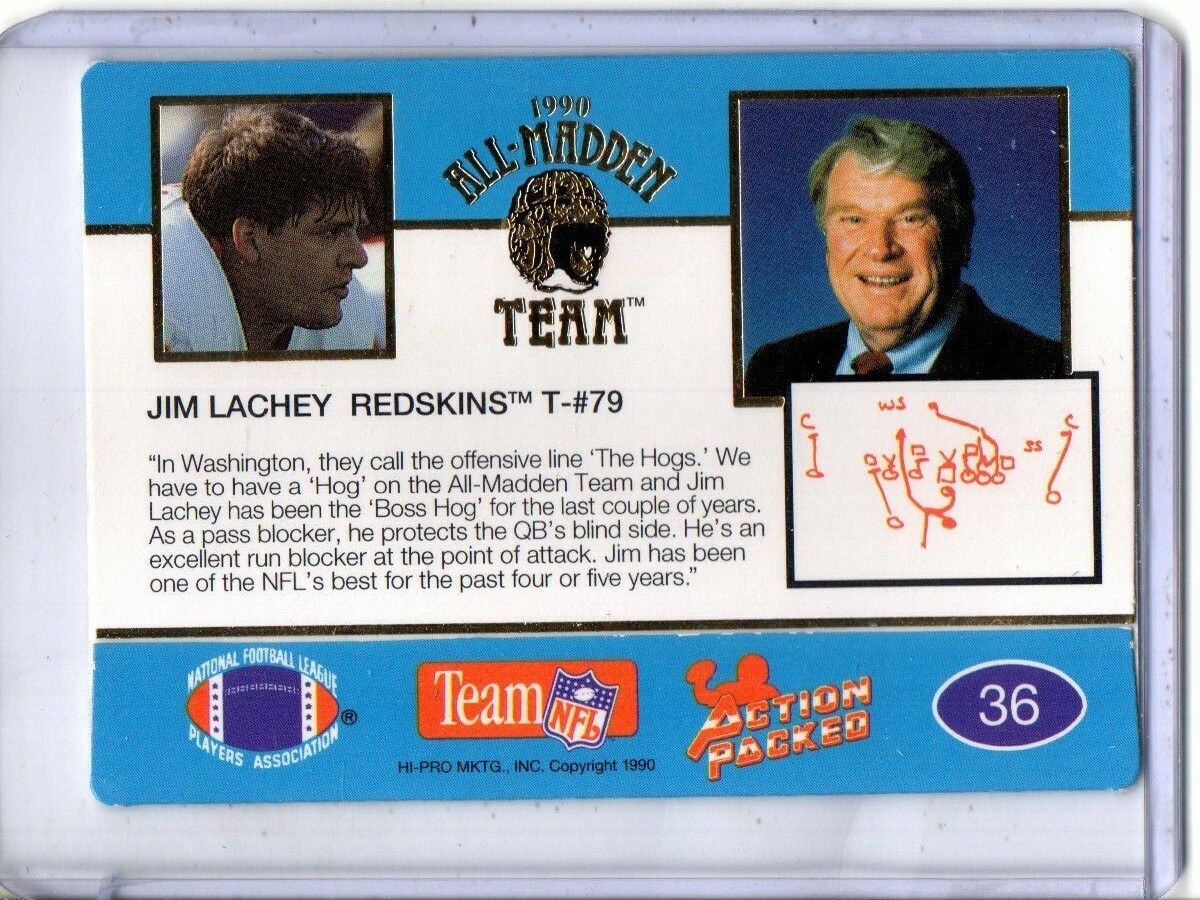 1990
ALL-MADDEN
TEAM™
JIM LACHEY REDSKINS™ T-#79
“In Washington, they call the offensive line ‘The Hogs.’ We
have to have a ‘Hog’ on the All-Madden Team and Jim
Lachey has been the ‘Boss Hog’ for the last couple of years.
As a pass blocker, he protects the QB’s blind side. He’s an
excellent run blocker at the point of attack. Jim has been
one of the NFL’s best for the past four or five years.”
C
WS
C
SS
NATIONAL FOOTBALL LEAGUE
PLAYERS ASSOCIATION
®
Team NFL
HI-PRO MKTG., INC. Copyright 1990
ACTION
PACKED
36